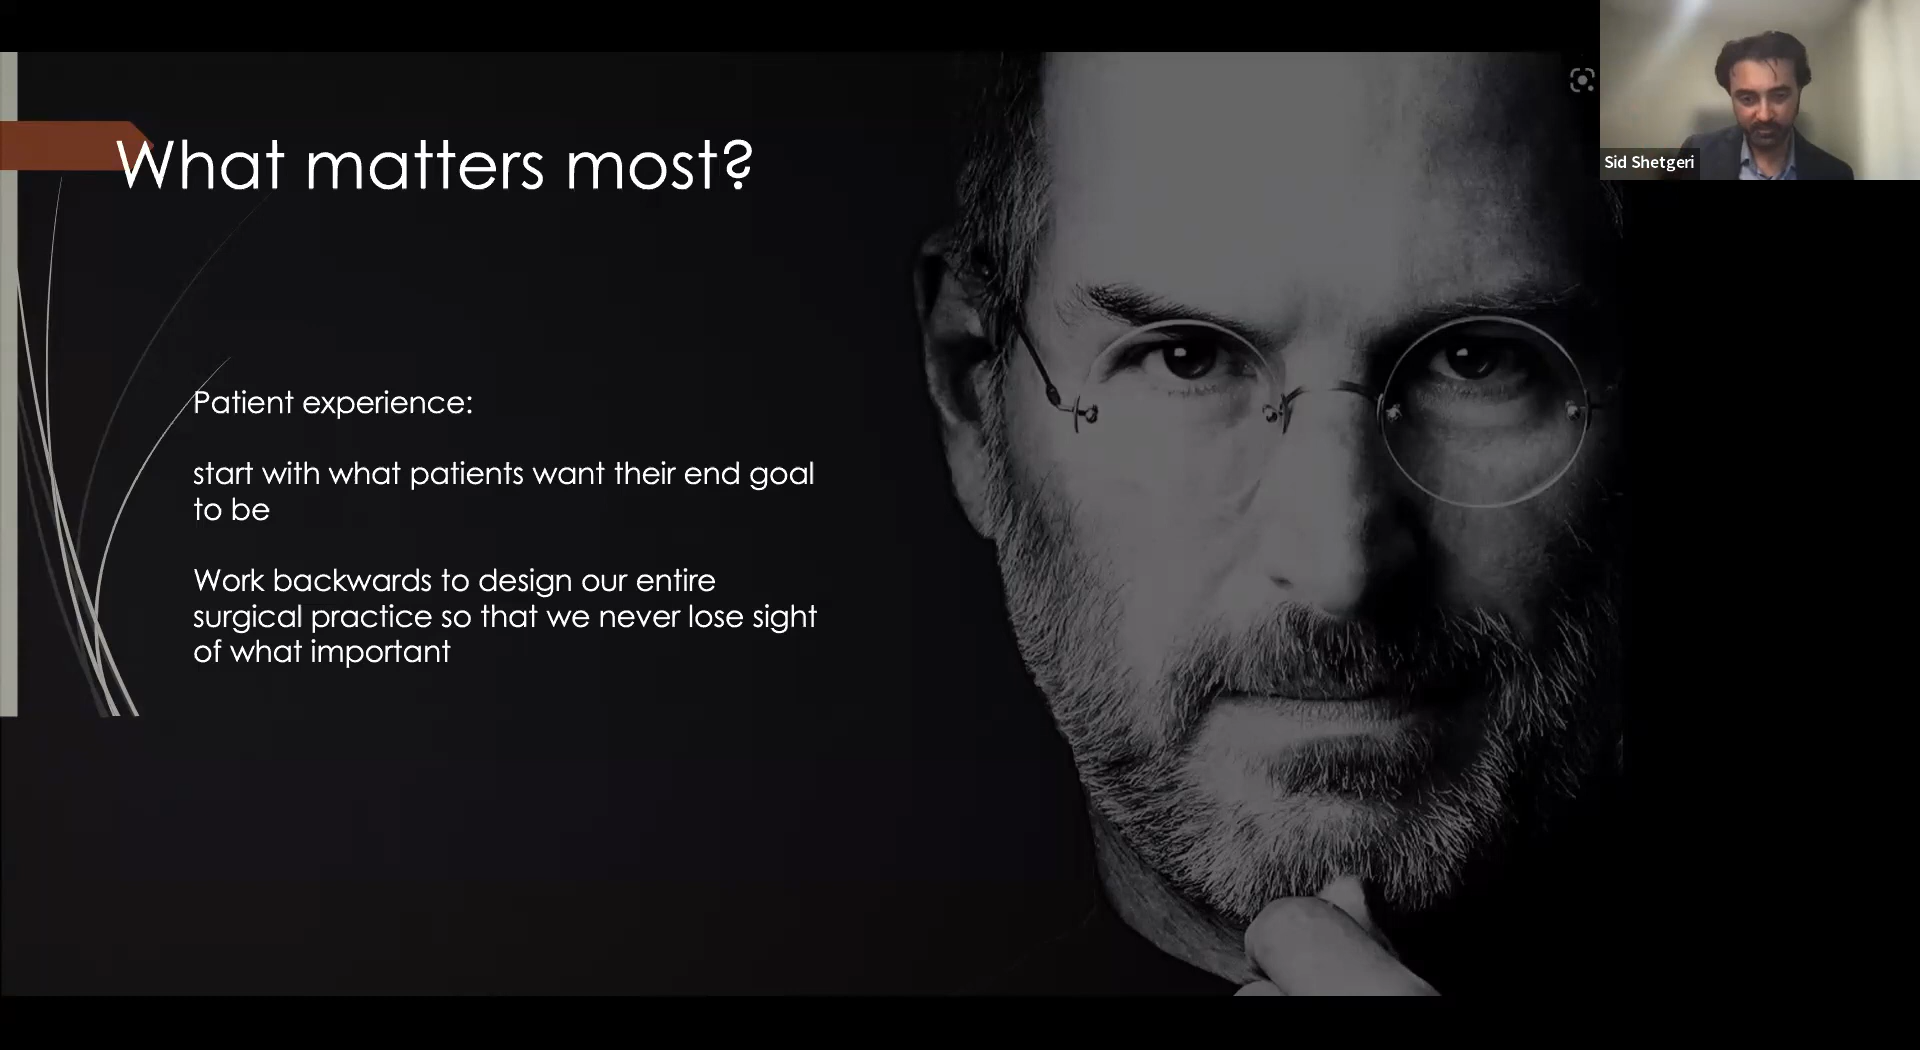 What matters most?
Patient experience:
start with what patients want their end goal
to be
Work backwards to design our entire
surgical practice so that we never lose sight
of what important
Sid Shetgeri